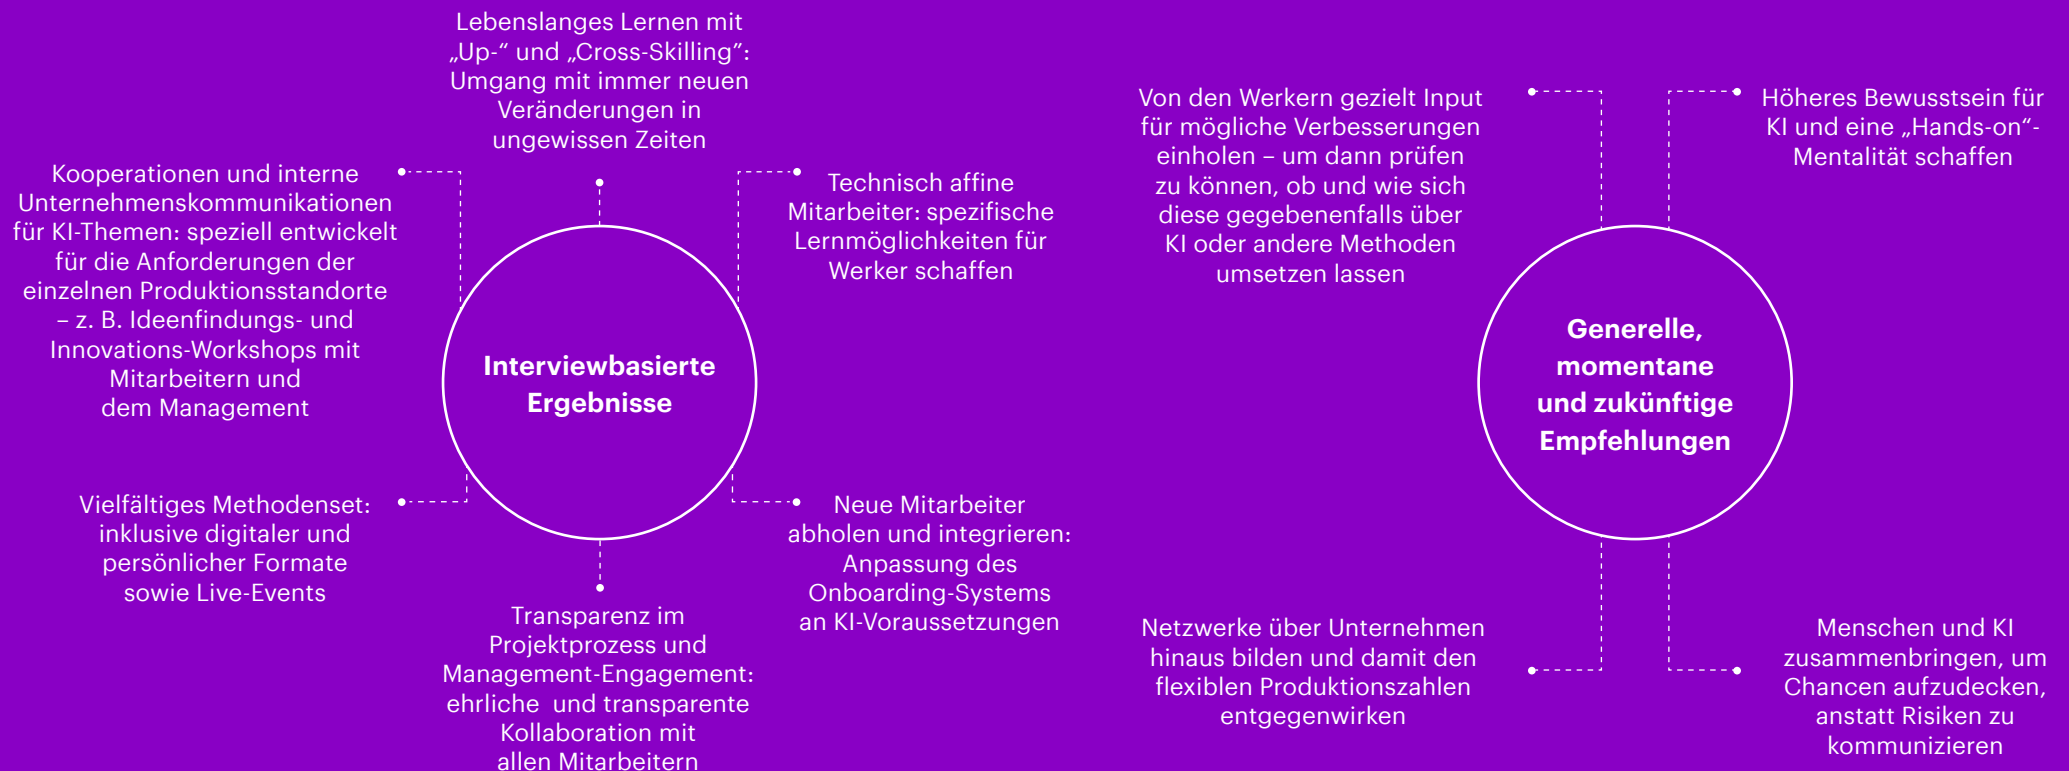 Lebenslanges Lernen mit
„Up-“ und „Cross-Skilling”:
Umgang mit immer neuen
Veränderungen in
ungewissen Zeiten
Kooperationen und interne
Unternehmenskommunikationen
für KI-Themen: speziell entwickelt
für die Anforderungen der
einzelnen Produktionsstandorte
– z. B. Ideenfindungs- und
Innovations-Workshops mit
Mitarbeitern und
dem Management
Technisch affine
Mitarbeiter: spezifische
Lernmöglichkeiten für
Werker schaffen
Interviewbasierte
Ergebnisse
Vielfältiges Methodenset:
inklusive digitaler und
persönlicher Formate
sowie Live-Events
Neue Mitarbeiter
abholen und integrieren:
Anpassung des
Onboarding-Systems
an KI-Voraussetzungen
Transparenz im
Projektprozess und
Management-Engagement:
ehrliche und transparente
Kollaboration mit
allen Mitarbeitern
Von den Werkern gezielt Input
für mögliche Verbesserungen
einholen – um dann prüfen
zu können, ob und wie sich
diese gegebenenfalls über
KI oder andere Methoden
umsetzen lassen
Höheres Bewusstsein für
KI und eine „Hands-on“-
Mentalität schaffen
Generelle,
momentane
und zukünftige
Empfehlungen
Netzwerke über Unternehmen
hinaus bilden und damit den
flexiblen Produktionszahlen
entgegenwirken
Menschen und KI
zusammenbringen, um
Chancen aufzudecken,
anstatt Risiken zu
kommunizieren